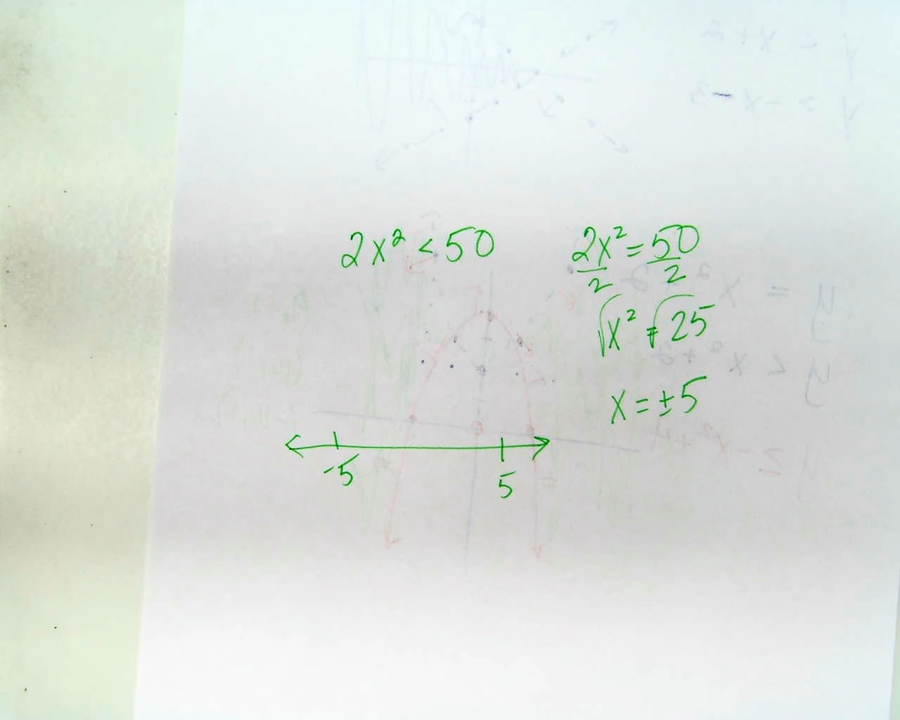 2x² < 50
2x² = 50
2 2
√x² = √25
x = ±5
-5 5